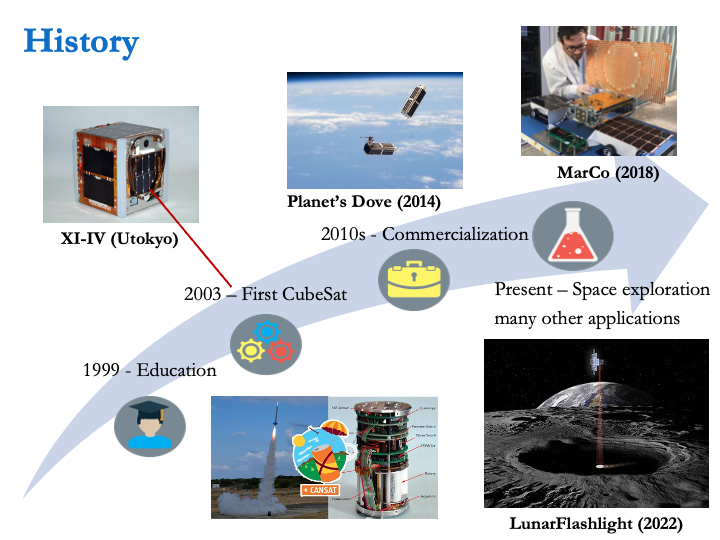 History
MarCo (2018)
Planet's Dove (2014)
XI-IV (Utokyo)
2010s - Commercialization
2003 – First CubeSat
Present – Space exploration
many other applications
1999 - Education
CANSAT
Battery
LunarFlashlight (2022)